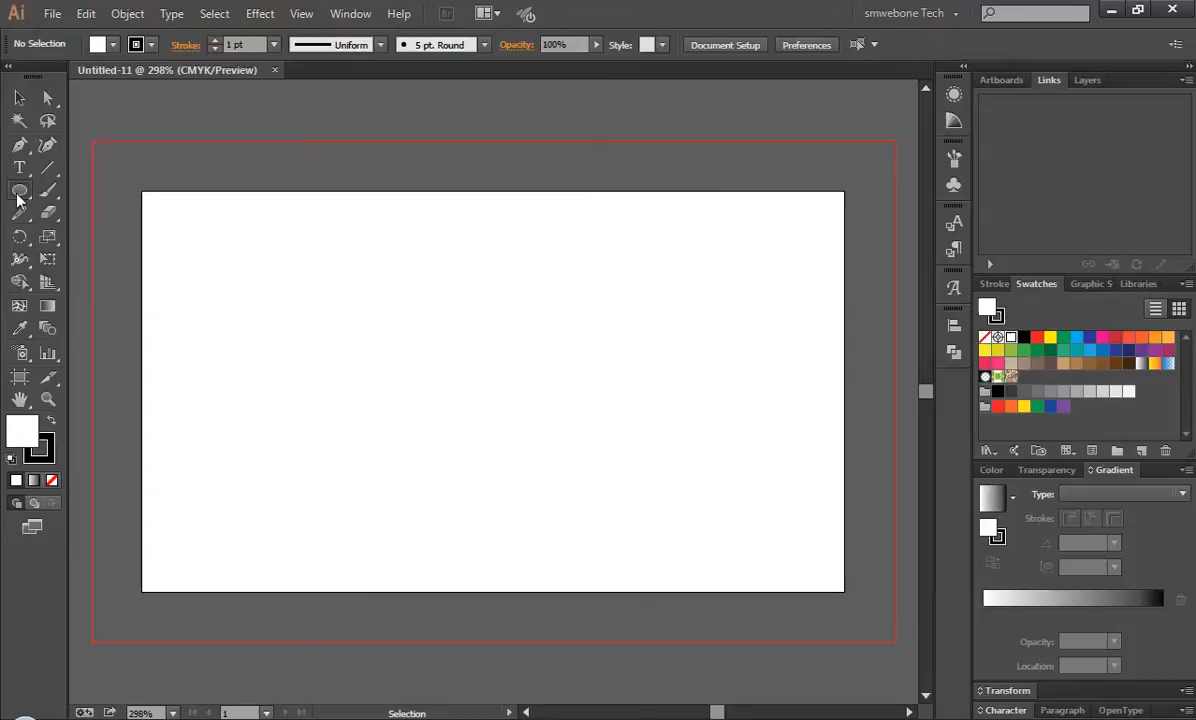 Ai File Edit Object Type Select Effect View Window Help Br smwebone Tech
No Selection Stroke: 1 pt Uniform 5 pt. Round Opacity: 100% Style: Document Setup Preferences
Untitled-11 @ 298% (CMYK/Preview) ×
Artboards Links Layers
Stroke Swatches Graphic S Libraries
Color Transparency Gradient
Type:
Stroke:
Opacity:
Location:
Transform
Character Paragraph OpenType
298% 1 Selection